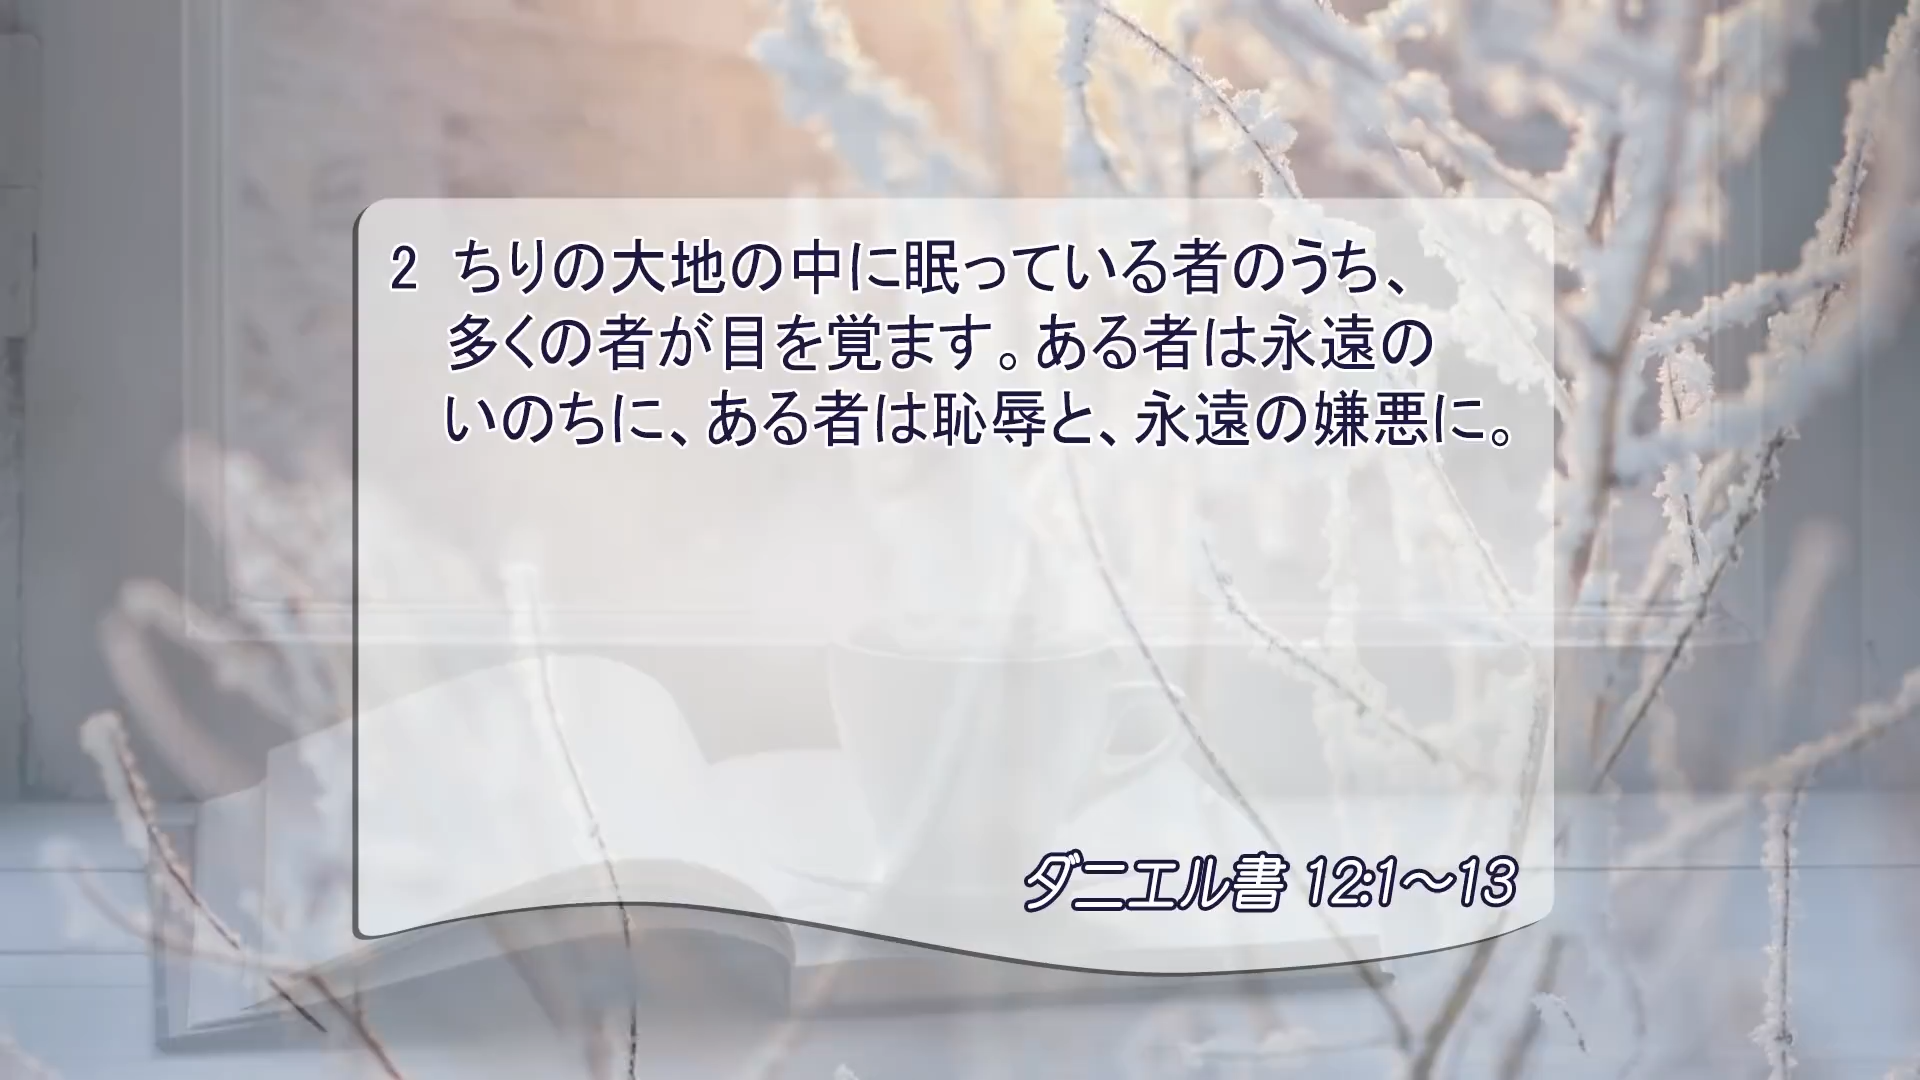 2 ちりの大地の中に眠っている者のうち、
多くの者が目を覚ます。ある者は永遠の
いのちに、ある者は恥辱と、永遠の嫌悪に。
ダニエル書 12:1～13